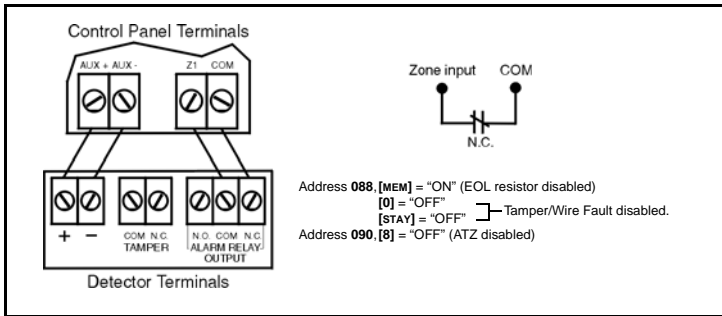 Control Panel Terminals
AUX + AUX - Z1 COM
+ – COM N.C. N.O. COM N.C.
TAMPER ALARM RELAY
OUTPUT
Detector Terminals
Zone input COM
N.C.
Address 088, [MEM] = “ON” (EOL resistor disabled)
[0] = “OFF”
[STAY] = “OFF” Tamper/Wire Fault disabled.
Address 090, [8] = “OFF” (ATZ disabled)